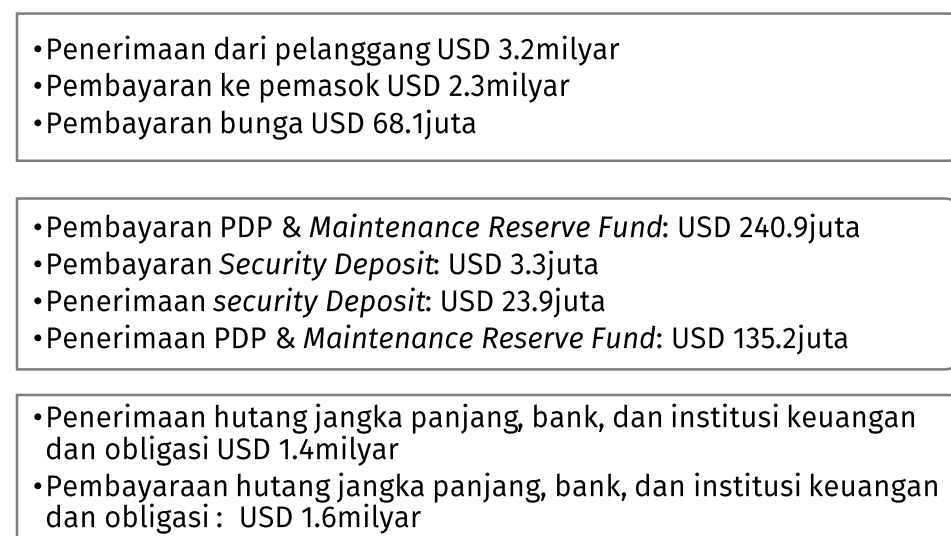 •Penerimaan dari pelanggang USD 3.2milyar
•Pembayaran ke pemasok USD 2.3milyar
•Pembayaran bunga USD 68.1juta
•Pembayaran PDP & Maintenance Reserve Fund: USD 240.9juta
•Pembayaran Security Deposit: USD 3.3juta
•Penerimaan security Deposit: USD 23.9juta
•Penerimaan PDP & Maintenance Reserve Fund: USD 135.2juta
•Penerimaan hutang jangka panjang, bank, dan institusi keuangan
dan obligasi USD 1.4milyar
•Pembayaraan hutang jangka panjang, bank, dan institusi keuangan
dan obligasi :  USD 1.6milyar